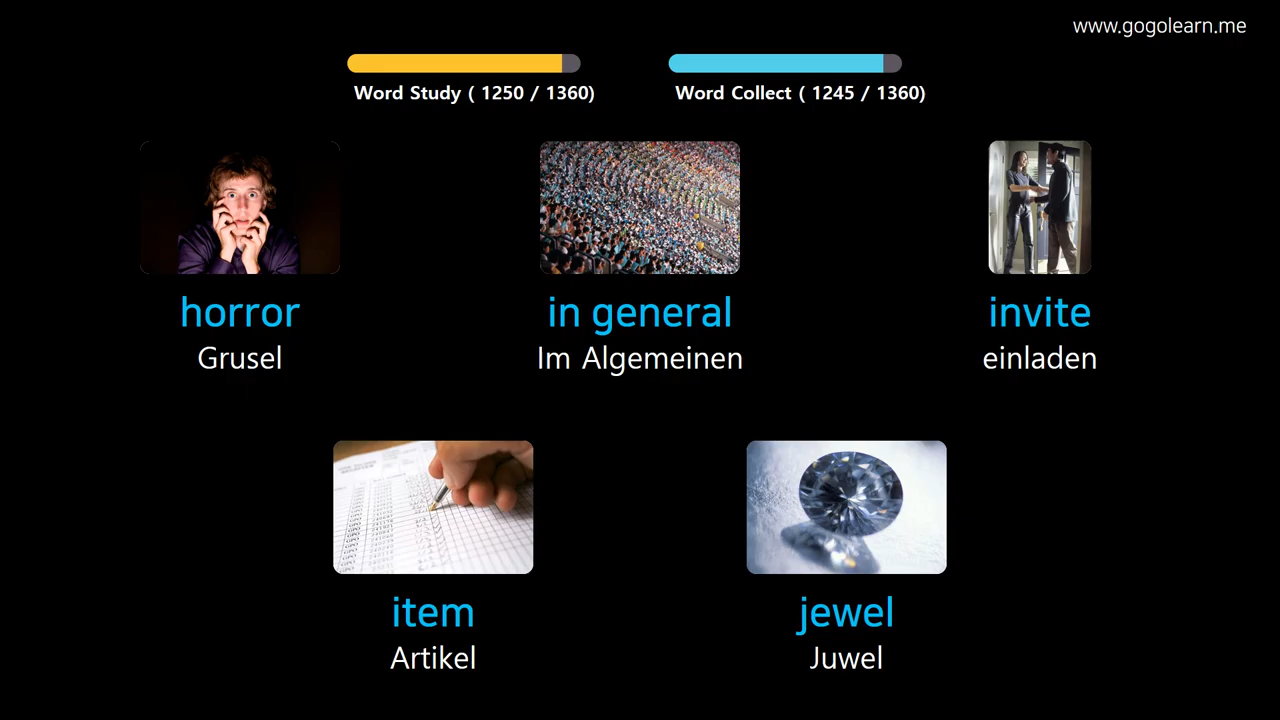 www.gogolearn.me
Word Study ( 1250 / 1360)
Word Collect ( 1245 / 1360)
horror
Grusel
in general
Im Algemeinen
invite
einladen
item
Artikel
jewel
Juwel